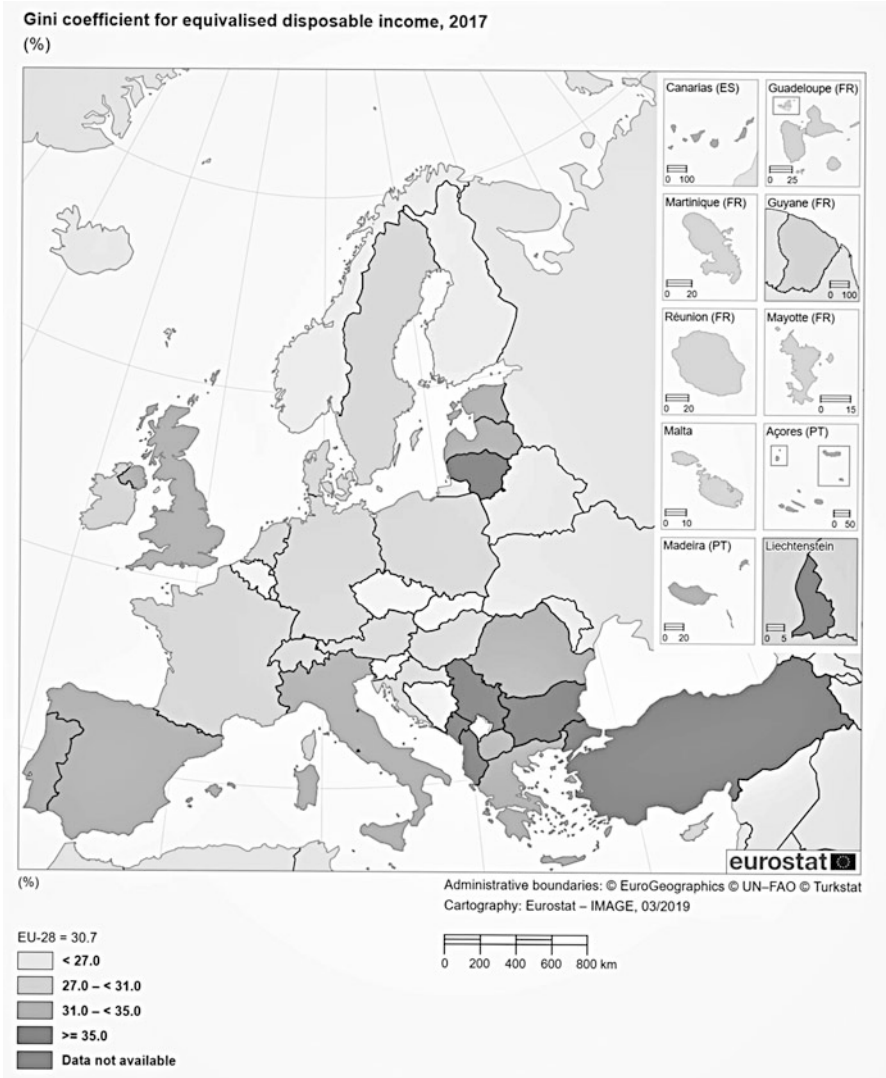 Gini coefficient for equivalised disposable income, 2017
(%)
Canarias (ES)
0 100
Guadeloupe (FR)
0 25
Martinique (FR)
0 20
Guyane (FR)
0 100
Réunion (FR)
0 20
Mayotte (FR)
0 15
Malta
0 10
Açores (PT)
0 50
Madeira (PT)
0 20
Liechtenstein
0 5
eurostat
(%)
Administrative boundaries: © EuroGeographics © UN–FAO © Turkstat
Cartography: Eurostat – IMAGE, 03/2019
EU-28 = 30.7
< 27.0
27.0 – < 31.0
31.0 – < 35.0
>= 35.0
Data not available
0 200 400 600 800 km